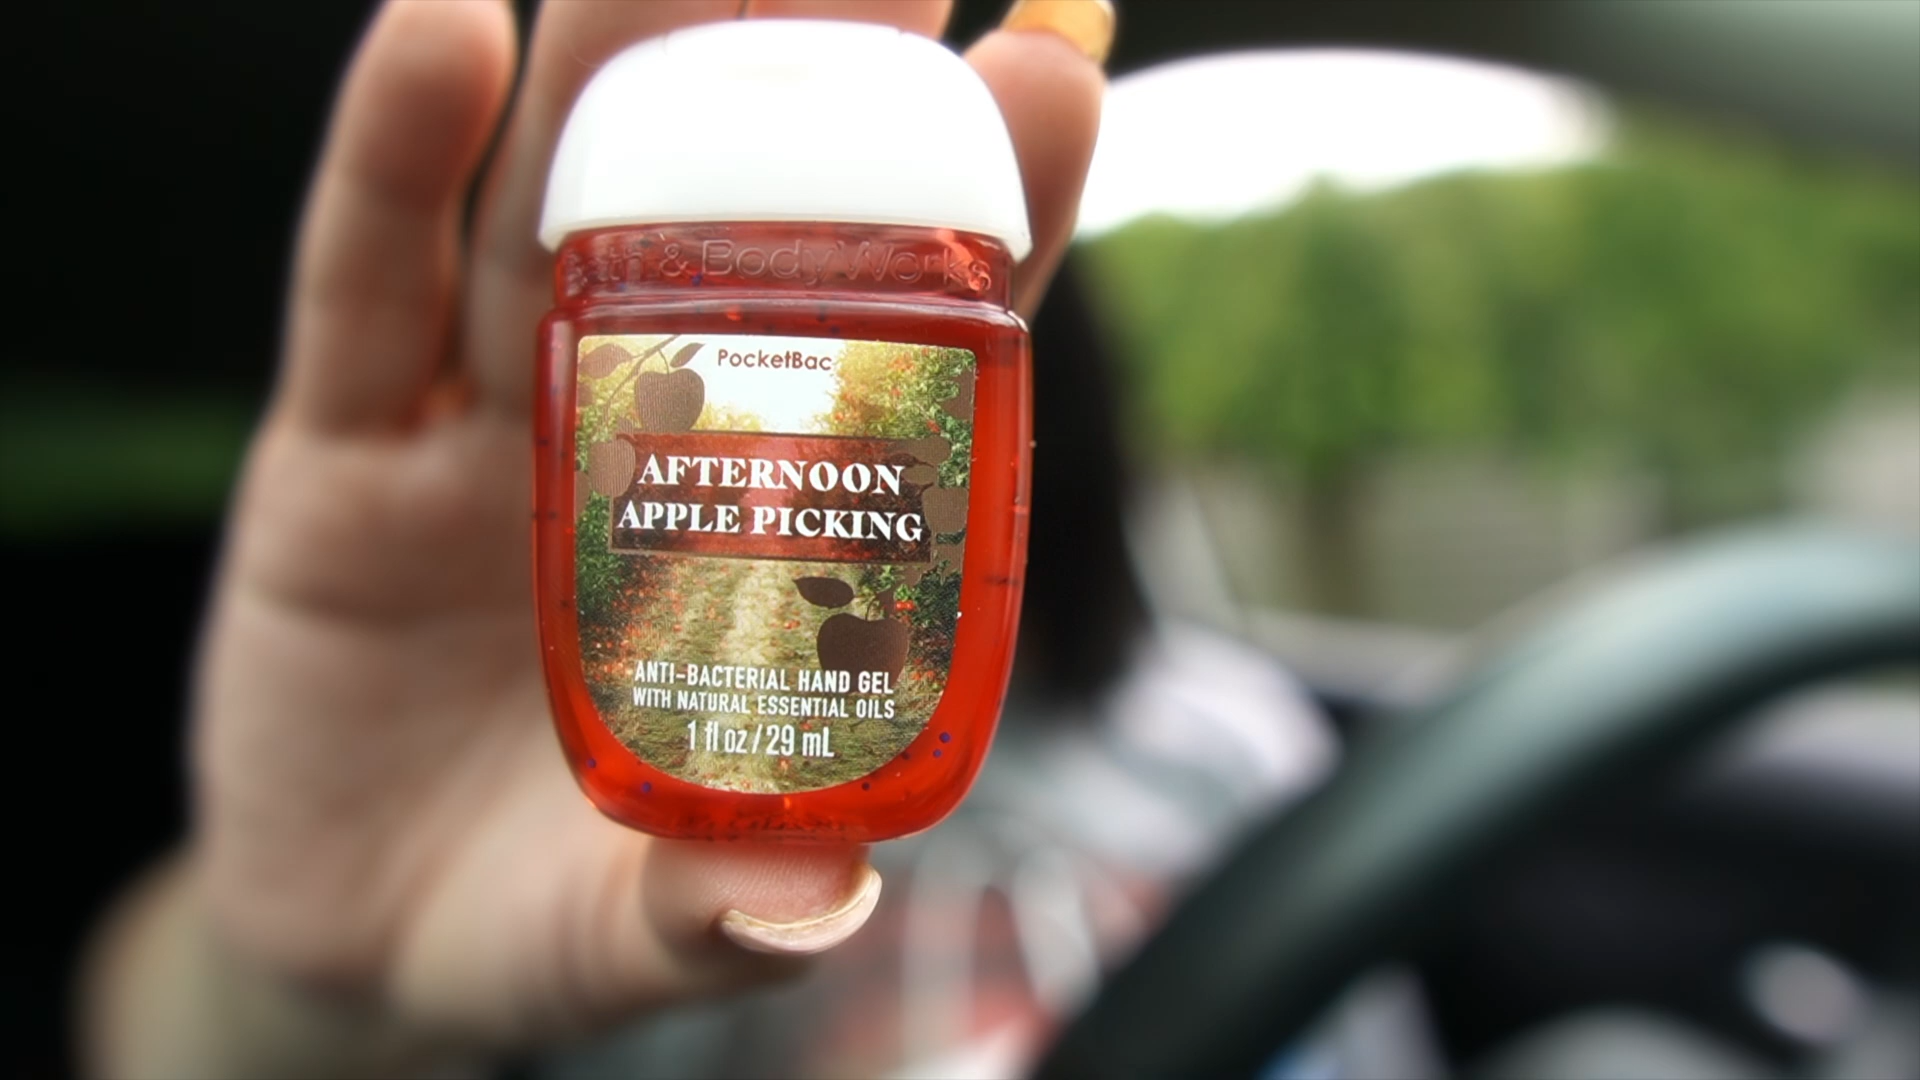 Bath & Body Works
PocketBac
AFTERNOON
APPLE PICKING
ANTI-BACTERIAL HAND GEL
WITH NATURAL ESSENTIAL OILS
1 fl oz / 29 mL